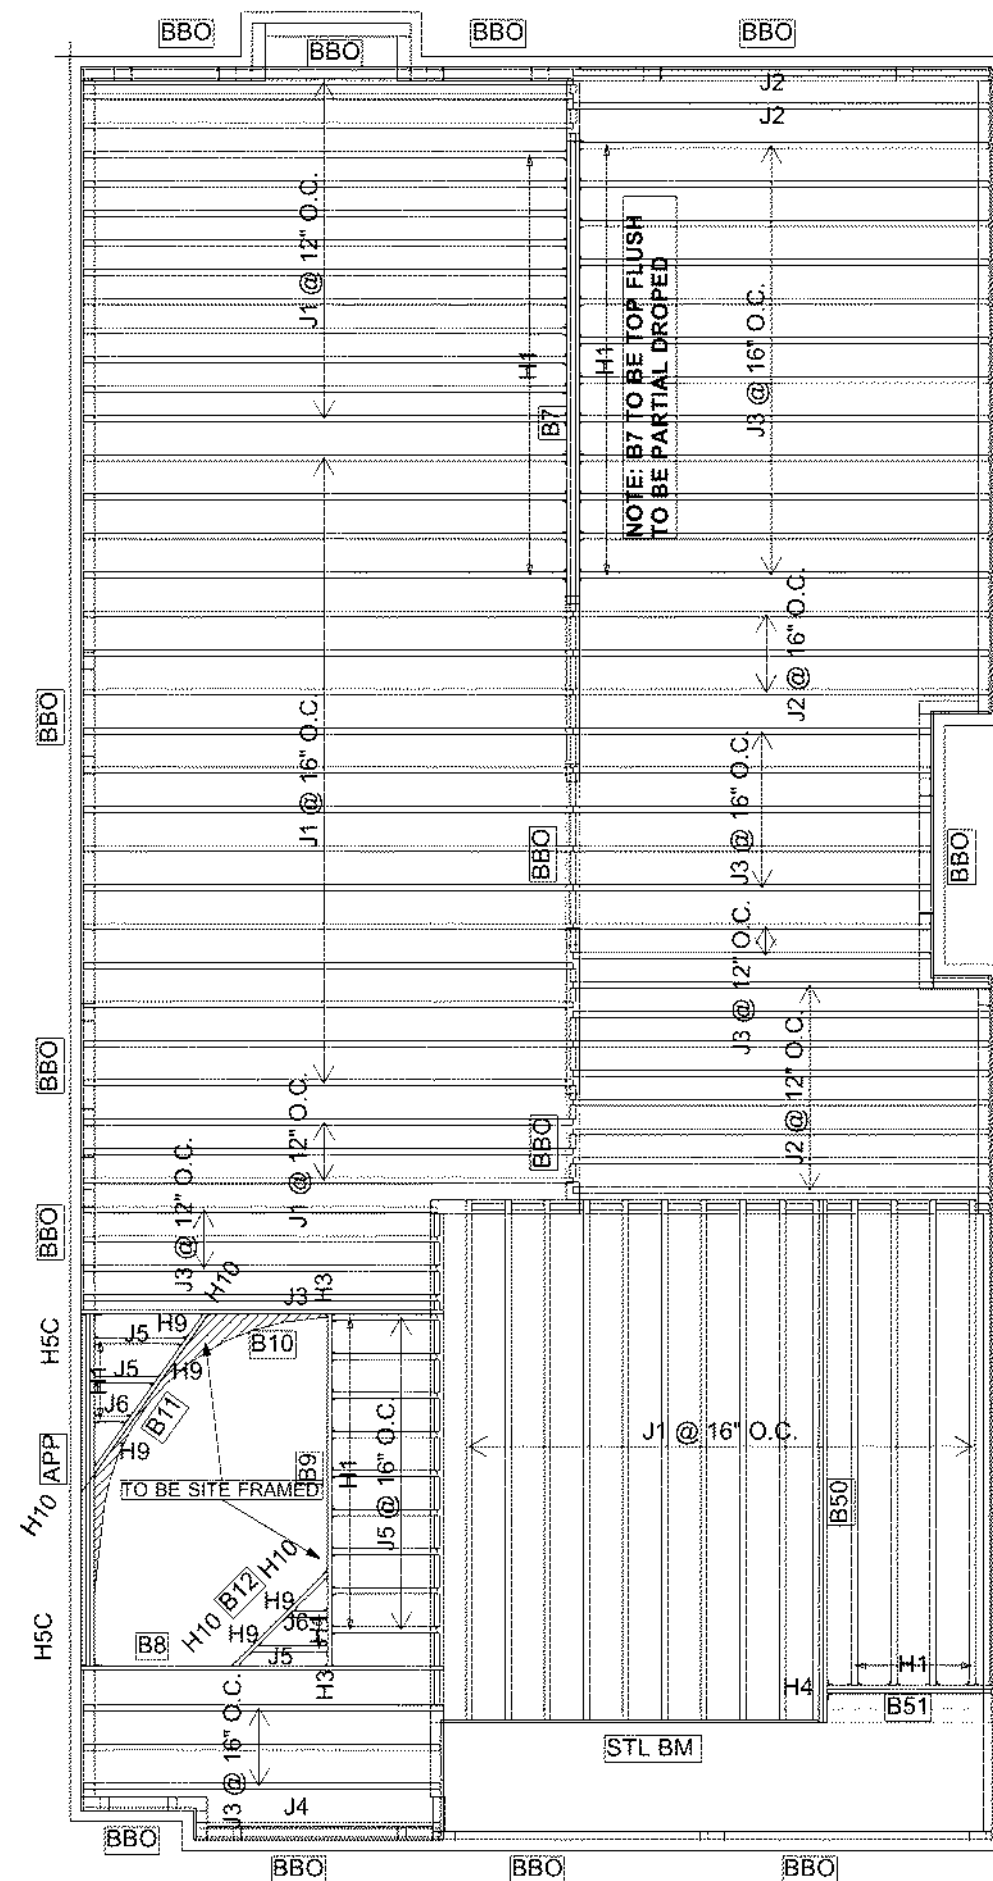 BBO
BBO
BBO
BBO
J2
J2
J1 @ 12" O.C.
H1
H1
NOTE: B7 TO BE TOP FLUSH
TO BE PARTIAL DROPED
J3 @ 16" O.C.
B7
J2 @ 16" O.C.
BBO
J1 @ 16" O.C.
J3 @ 16" O.C.
BBO
BBO
J3 @ 12" O.C.
BBO
J1 @ 12" O.C.
J2 @ 12" O.C.
BBO
BBO
J3 @ 12" O.C.
H10
J3
H3
H5C
H9
J5
B10
J5
H9
H1
J6
B11
H9
APP
H10
TO BE SITE FRAMED
B9
H1
J5 @ 16" O.C.
J1 @ 16" O.C.
B50
H10
B12
H9
J6
H1
H10
H9
J5
H5C
B8
H3
H4
H1
B51
J3 @ 16" O.C.
STL BM
J4
BBO
BBO
BBO
BBO